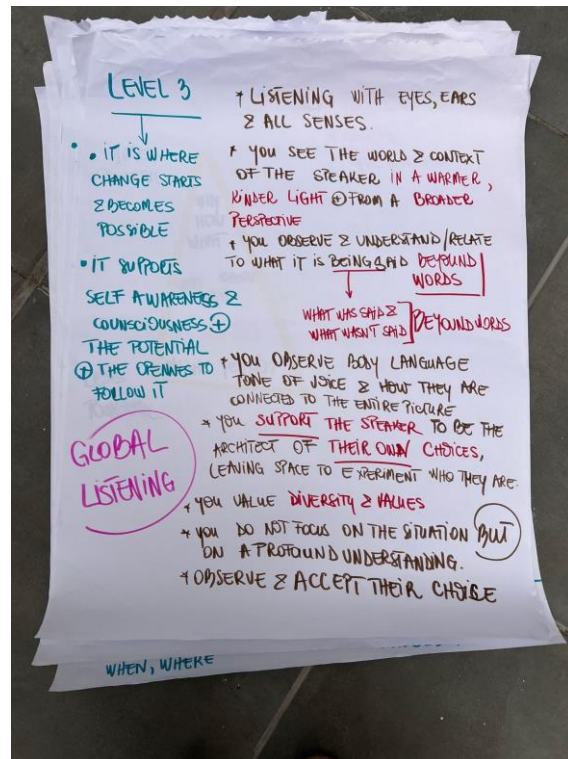 LEVEL 3
• • IT IS WHERE
CHANGE STARTS
& BECOMES
POSSIBLE
• IT SUPPORTS
SELF AWARENESS &
COUNSCIOUSNESS +
THE POTENTIAL
+ THE OPENNES TO
FOLLOW IT
GLOBAL
LISTENING
* LISTENING WITH EYES, EARS
& ALL SENSES.
* YOU SEE THE WORLD & CONTEXT
OF THE SPEAKER IN A WARMER,
KINDER LIGHT + FROM A BROADER
PERSPECTIVE
* YOU OBSERVE & UNDERSTAND/RELATE
TO WHAT IT IS BEING SAID BEYOUND
WORDS
WHAT WAS SAID &
WHAT WASN'T SAID
BEYOUND WORDS
* YOU OBSERVE BODY LANGUAGE
TONE OF VOICE & HOW THEY ARE
CONNECTED TO THE ENTIRE PICTURE
* YOU SUPPORT THE SPEAKER TO BE THE
ARCHITECT OF THEIR OWN CHOICES,
LEAVING SPACE TO EXPERIMENT WHO THEY ARE.
* YOU VALUE DIVERSITY & VALUES
* YOU DO NOT FOCUS ON THE SITUATION BUT
ON A PROFOUND UNDERSTANDING.
* OBSERVE & ACCEPT THEIR CHOICE
WHEN, WHERE